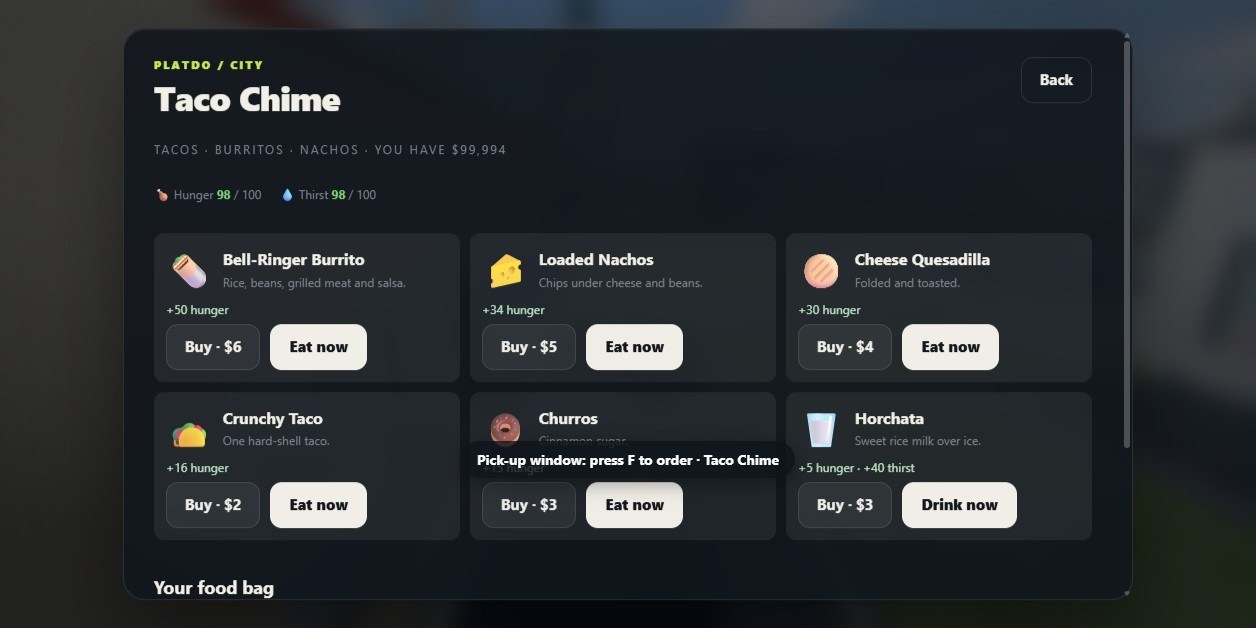 PLATDO / CITY
Back
Taco Chime
TACOS · BURRITOS · NACHOS · YOU HAVE $99,994
Hunger 98 / 100 Thirst 98 / 100
Bell-Ringer Burrito
Rice, beans, grilled meat and salsa.
+50 hunger
Buy · $6 Eat now
Loaded Nachos
Chips under cheese and beans.
+34 hunger
Buy · $5 Eat now
Cheese Quesadilla
Folded and toasted.
+30 hunger
Buy · $4 Eat now
Crunchy Taco
One hard-shell taco.
+16 hunger
Buy · $2 Eat now
Churros
Cinnamon sugar.
Pick-up window: press F to order · Taco Chime
Buy · $3 Eat now
Horchata
Sweet rice milk over ice.
+5 hunger · +40 thirst
Buy · $3 Drink now
Your food bag